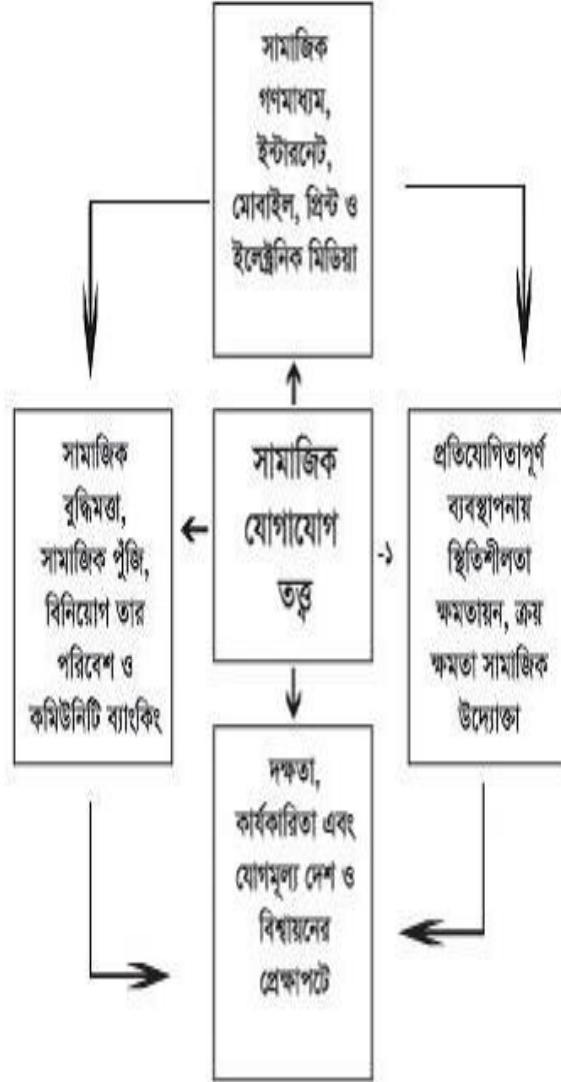 সামাজিক
গণমাধ্যম,
ইন্টারনেট,
মোবাইল, প্রিন্ট ও
ইলেক্ট্রনিক মিডিয়া
সামাজিক
বুদ্ধিমত্তা,
সামাজিক পুঁজি,
বিনিয়োগ তার
পরিবেশ ও
কমিউনিটি ব্যাংকিং
সামাজিক
যোগাযোগ
তত্ত্ব
-১
প্রতিযোগিতাপূর্ণ
ব্যবস্থাপনায়
স্থিতিশীলতা
ক্ষমতায়ন, ক্রয়
ক্ষমতা সামাজিক
উদ্যোক্তা
দক্ষতা,
কার্যকারিতা এবং
যোগমূল্য দেশ ও
বিশ্বায়নের
প্রেক্ষাপটে